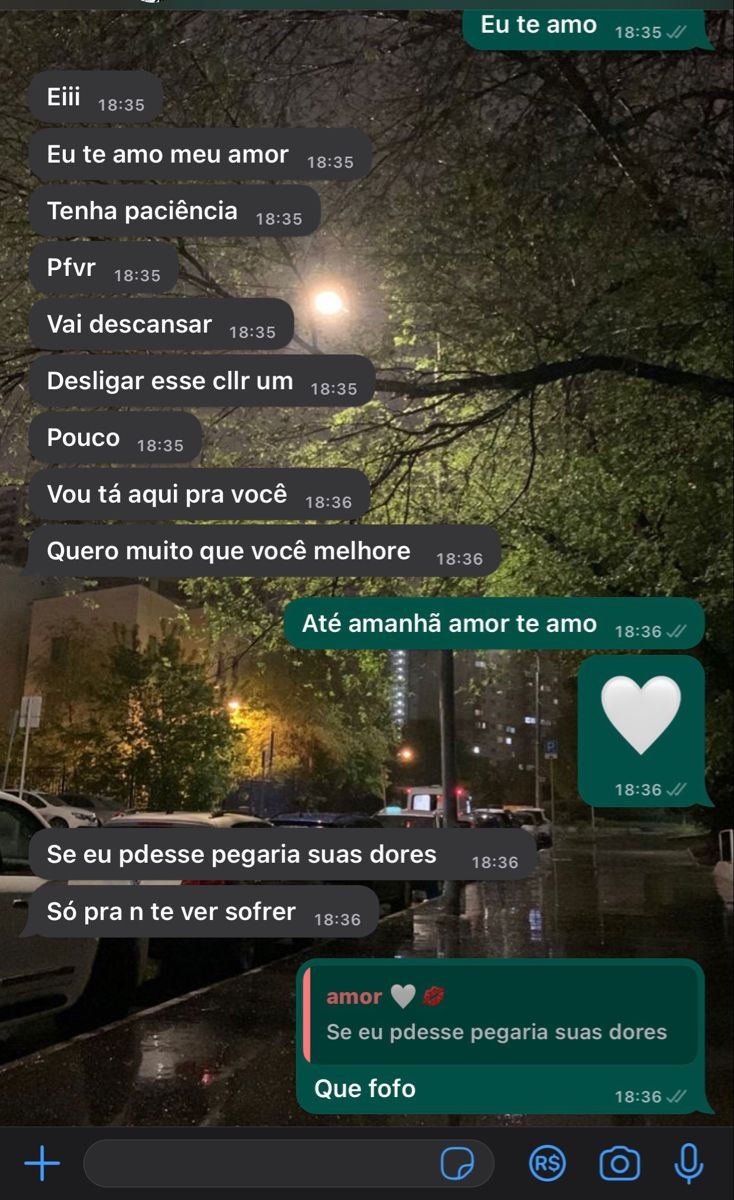 Eu te amo 18:35
Eiii 18:35
Eu te amo meu amor 18:35
Tenha paciência 18:35
Pfvr 18:35
Vai descansar 18:35
Desligar esse cllr um 18:35
Pouco 18:35
Vou tá aqui pra você 18:36
Quero muito que você melhore 18:36
Até amanhã amor te amo 18:36
18:36
Se eu pdesse pegaria suas dores 18:36
Só pra n te ver sofrer 18:36
amor 🤍 💋
Se eu pdesse pegaria suas dores
Que fofo 18:36
R$